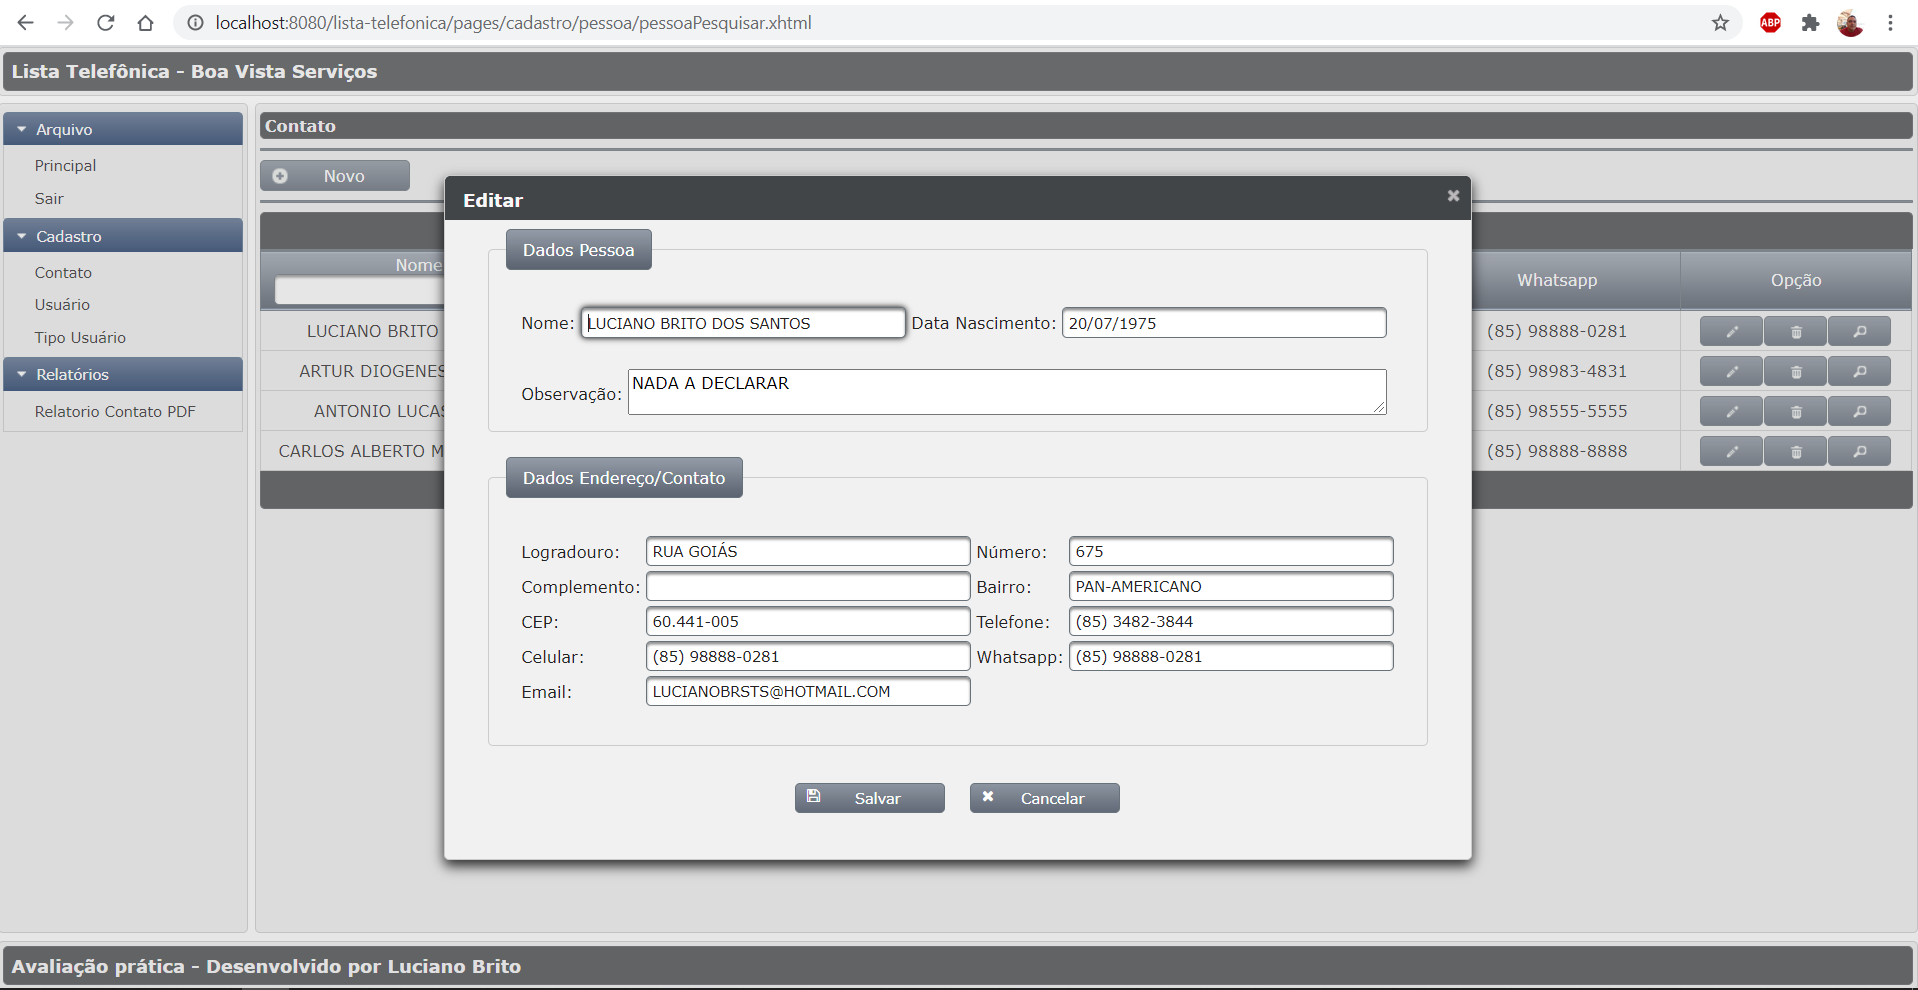 localhost:8080/lista-telefonica/pages/cadastro/pessoa/pessoaPesquisar.xhtml
ABP
Lista Telefônica - Boa Vista Serviços
Arquivo
Principal
Sair
Cadastro
Contato
Usuário
Tipo Usuário
Relatórios
Relatorio Contato PDF
Contato
Novo
Nome
Whatsapp
Opção
LUCIANO BRITO
(85) 98888-0281
ARTUR DIOGENES
(85) 98983-4831
ANTONIO LUCAS
(85) 98555-5555
CARLOS ALBERTO M
(85) 98888-8888
Editar
Dados Pessoa
Nome: LUCIANO BRITO DOS SANTOS Data Nascimento: 20/07/1975
Observação: NADA A DECLARAR
Dados Endereço/Contato
Logradouro: RUA GOIÁS Número: 675
Complemento: Bairro: PAN-AMERICANO
CEP: 60.441-005 Telefone: (85) 3482-3844
Celular: (85) 98888-0281 Whatsapp: (85) 98888-0281
Email: LUCIANOBRSTS@HOTMAIL.COM
Salvar Cancelar
Avaliação prática - Desenvolvido por Luciano Brito